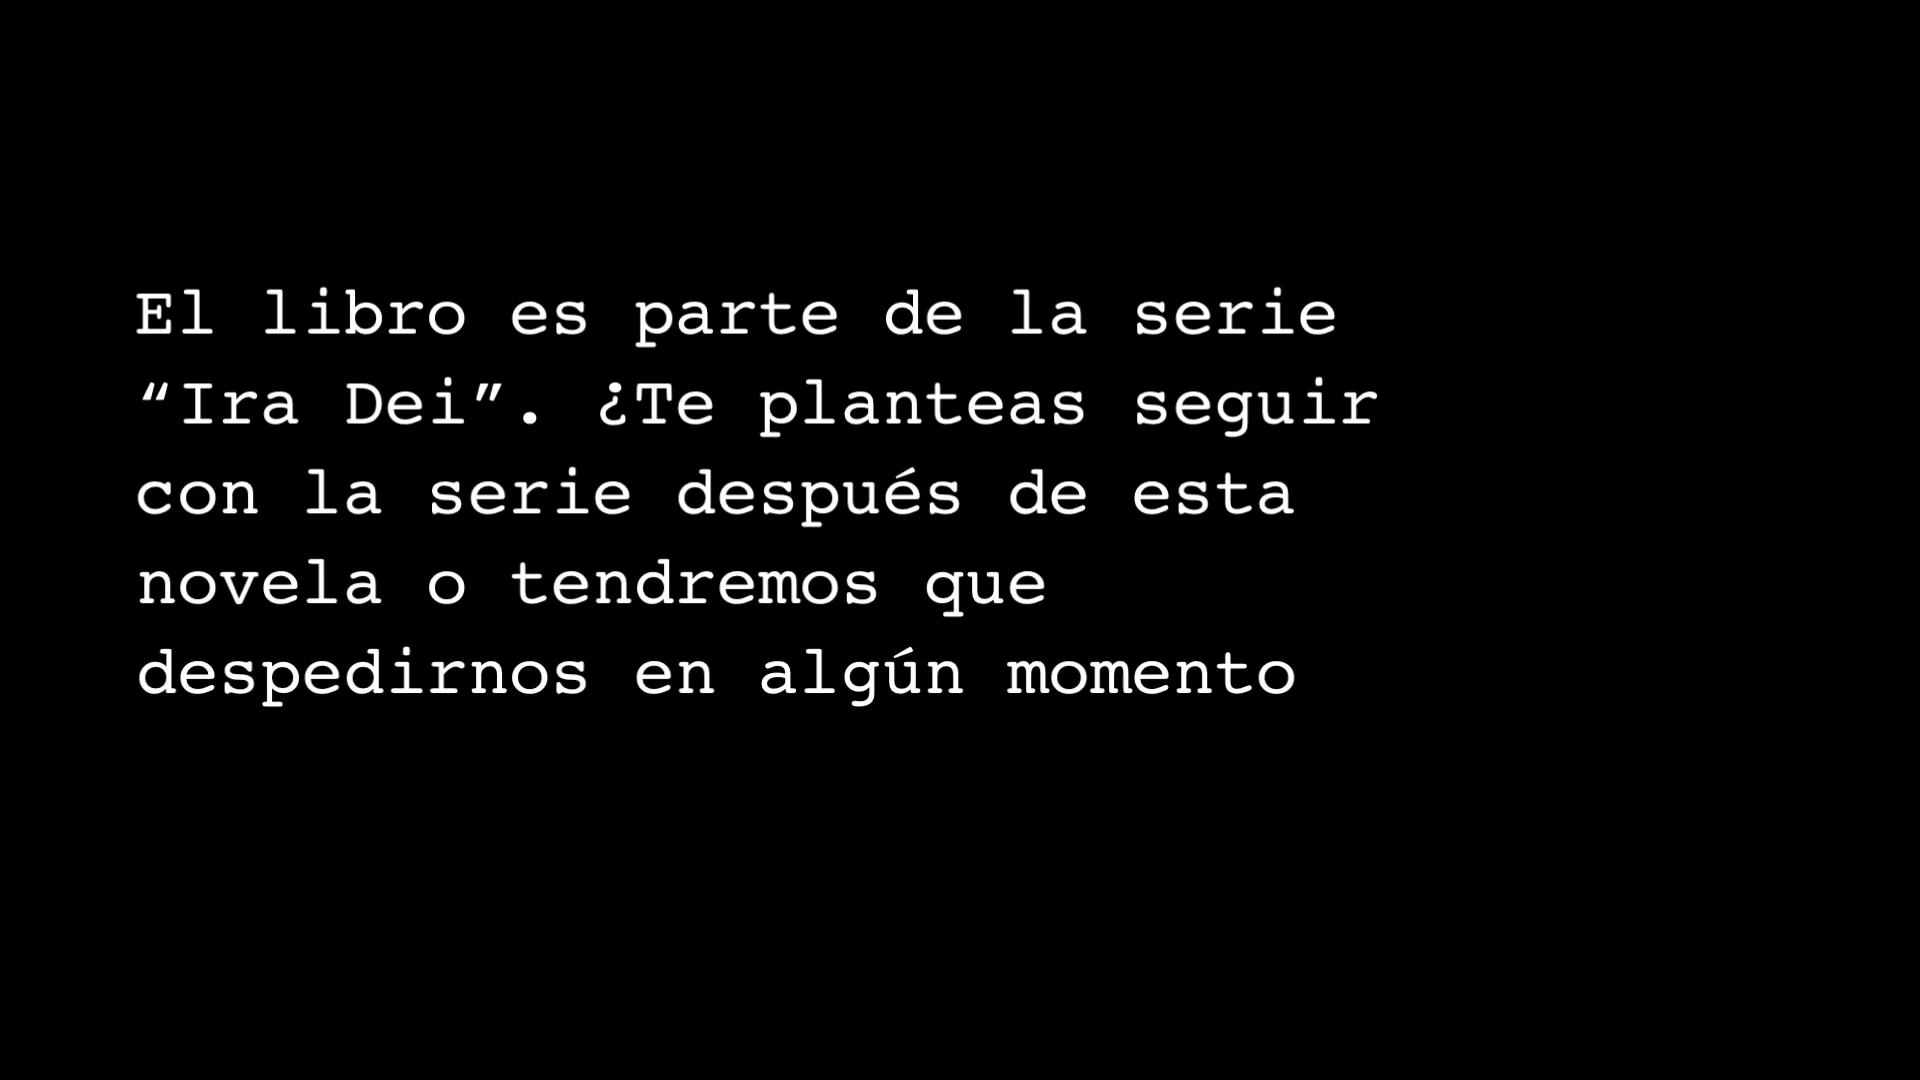 El libro es parte de la serie
“Ira Dei”. ¿Te planteas seguir
con la serie después de esta
novela o tendremos que
despedirnos en algún momento